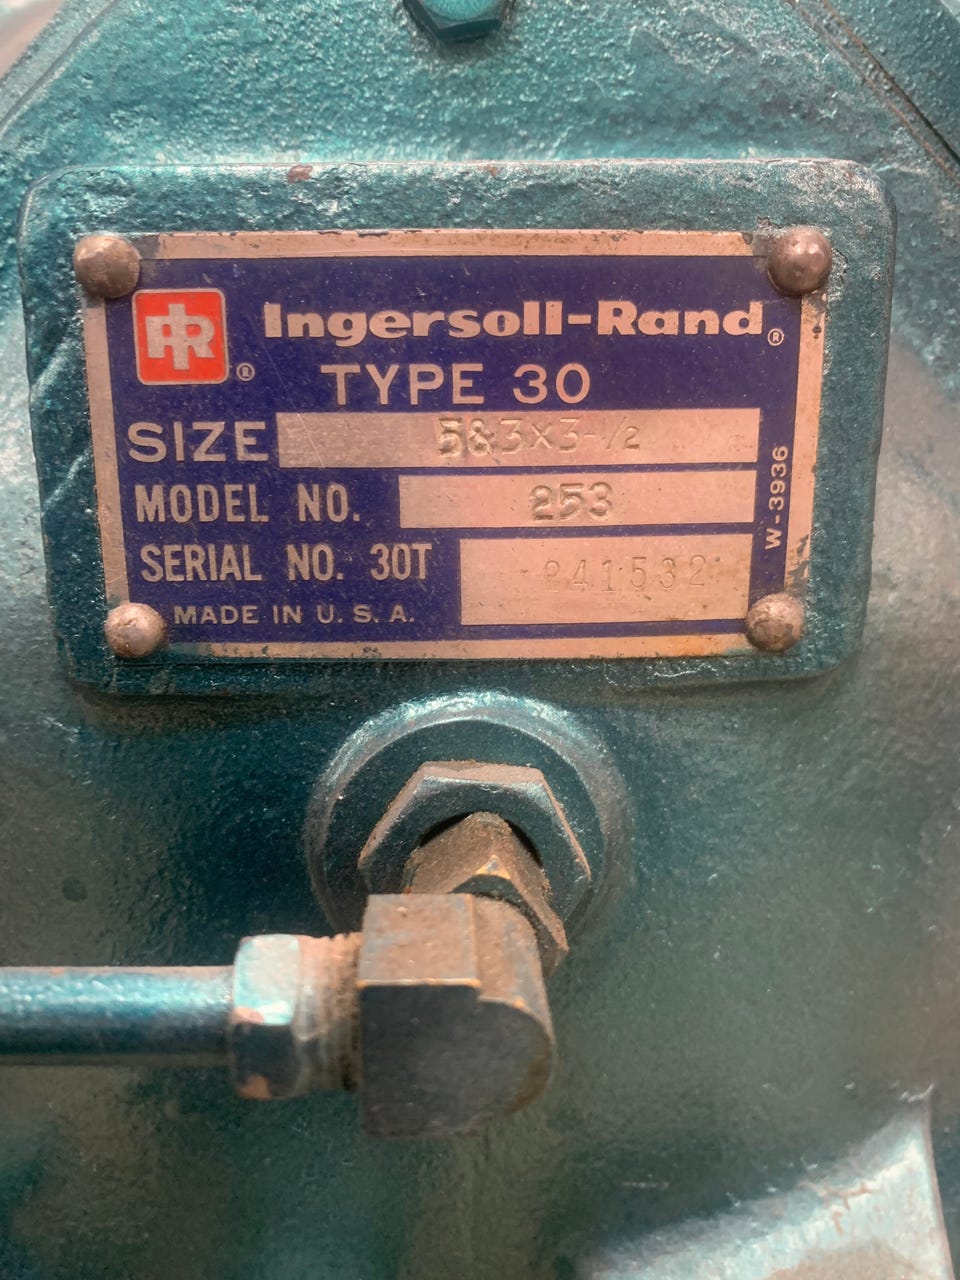 IR®
Ingersoll-Rand®
TYPE 30
SIZE 5&3X3-1/2
MODEL NO. 253
SERIAL NO. 30T
MADE IN U. S. A.
W-3936